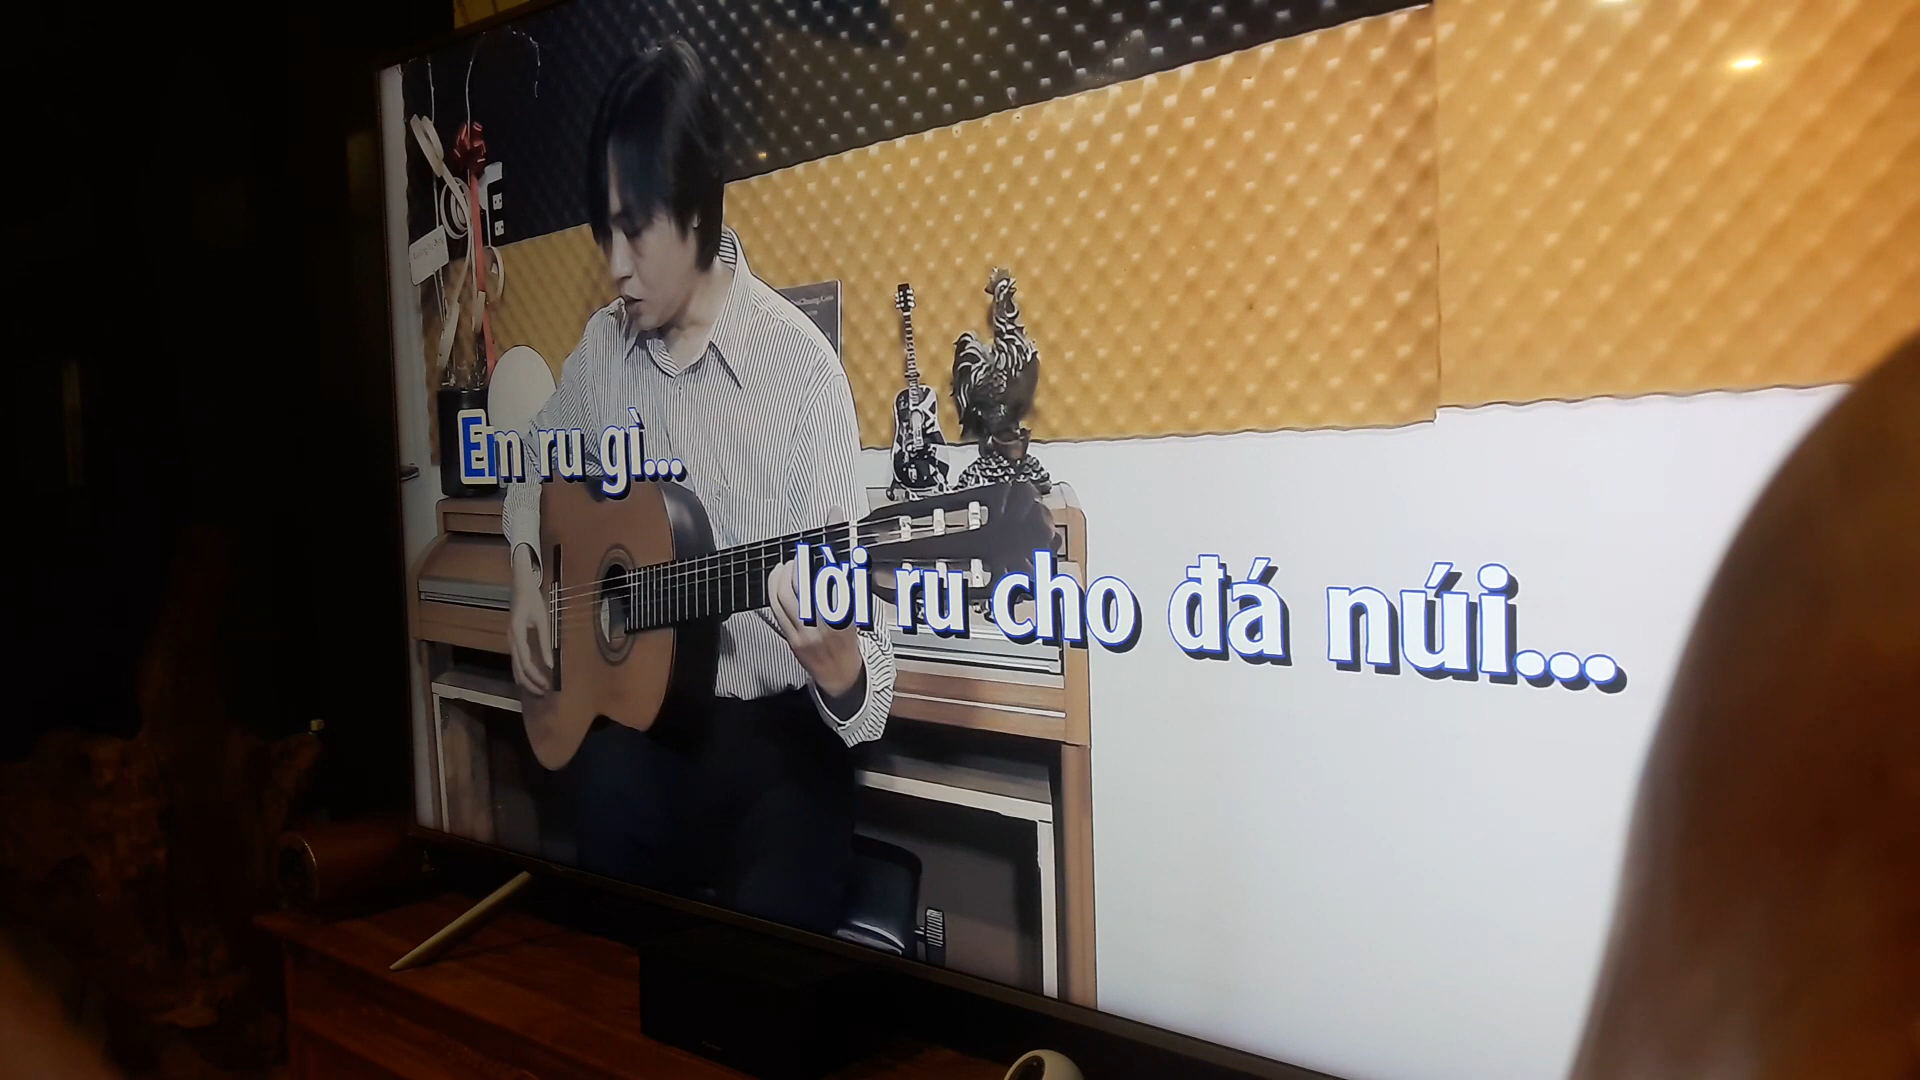 Em ru gì...
lời ru cho đá núi...